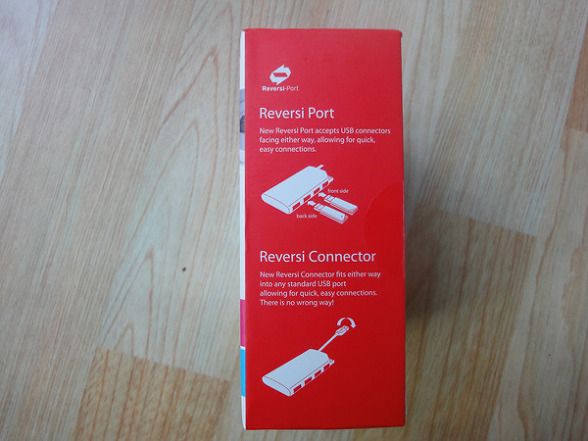 Reversi-Port
Reversi Port
New Reversi Port accepts USB connectors
facing either way, allowing for quick,
easy connections.
front side
back side
Reversi Connector
New Reversi Connector fits either way
into any standard USB port
allowing for quick, easy connections.
There is no wrong way!